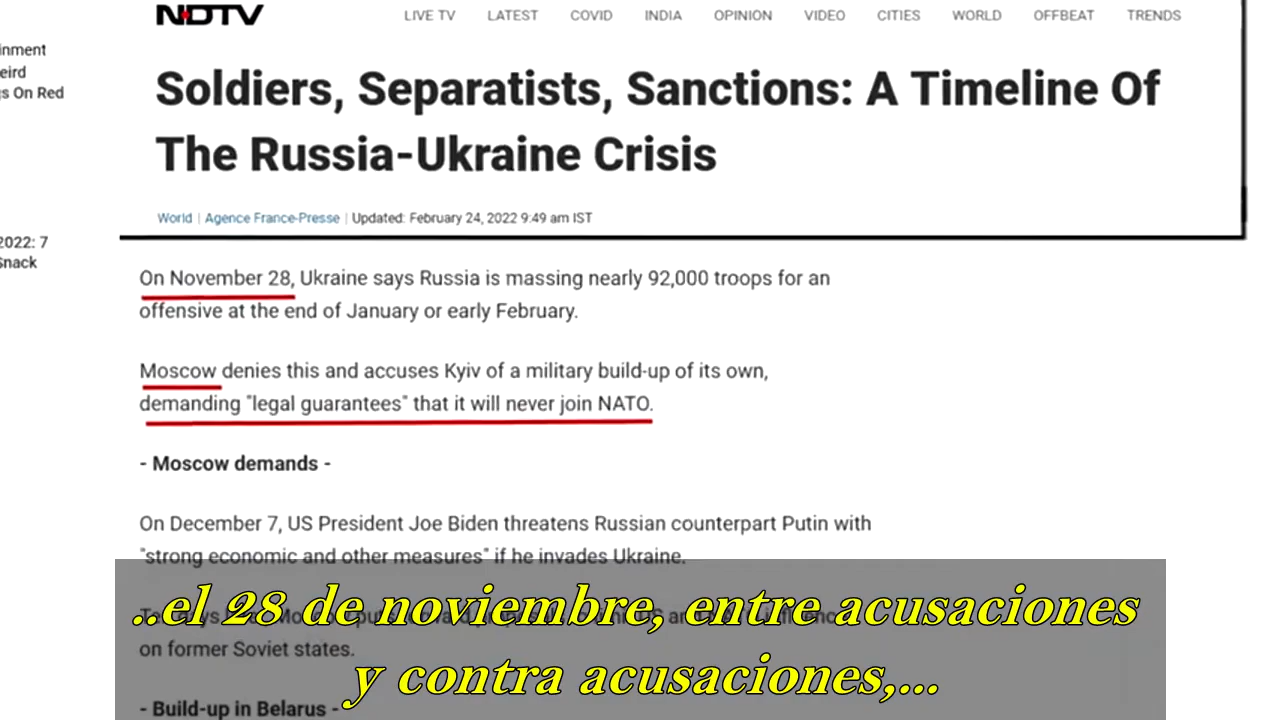 NDTV
LIVE TV LATEST COVID INDIA OPINION VIDEO CITIES WORLD OFFBEAT TRENDS
inment
eird
s On Red
Soldiers, Separatists, Sanctions: A Timeline Of
The Russia-Ukraine Crisis
World | Agence France-Presse | Updated: February 24, 2022 9:49 am IST
2022: 7
Snack
On November 28, Ukraine says Russia is massing nearly 92,000 troops for an
offensive at the end of January or early February.
Moscow denies this and accuses Kyiv of a military build-up of its own,
demanding "legal guarantees" that it will never join NATO.
- Moscow demands -
On December 7, US President Joe Biden threatens Russian counterpart Putin with
"strong economic and other measures" if he invades Ukraine.
..el 28 de noviembre, entre acusaciones
on former Soviet states.
y contra acusaciones,...
- Build-up in Belarus -